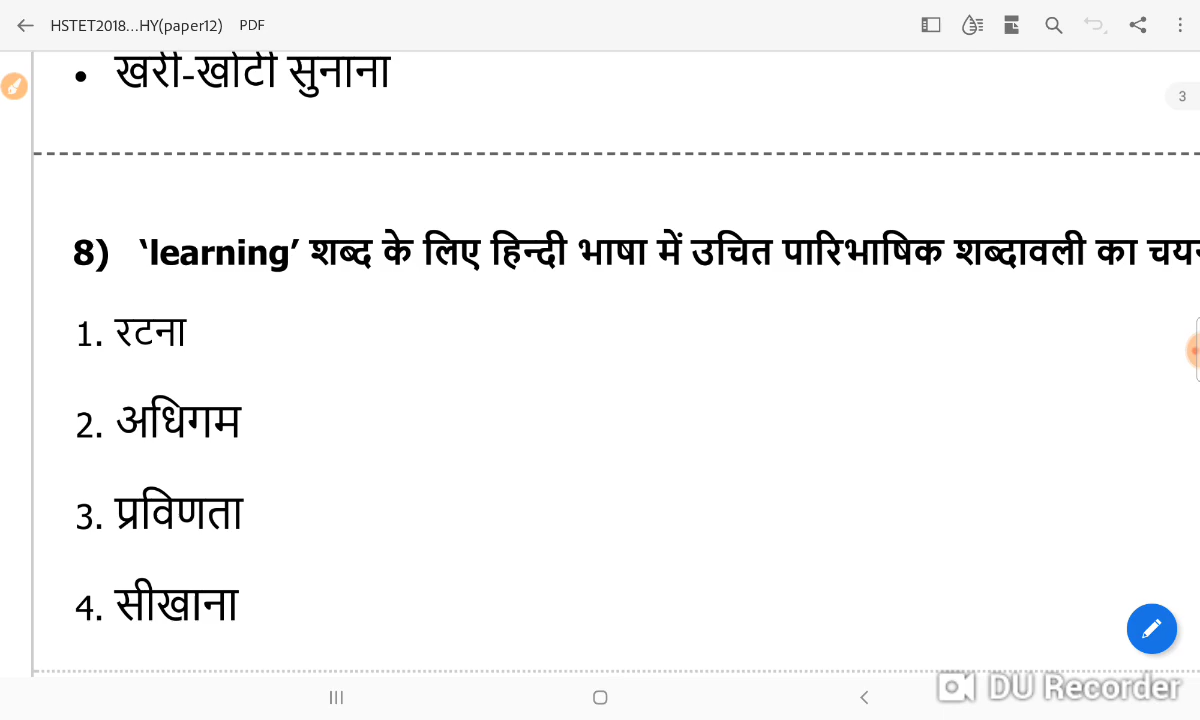 HSTET2018...HY(paper12) PDF
• खरी-खोटी सुनाना
3
8) ‘learning’ शब्द के लिए हिन्दी भाषा में उचित पारिभाषिक शब्दावली का
1. रटना
2. अधिगम
3. प्रविणता
4. सीखाना
DU Recorder